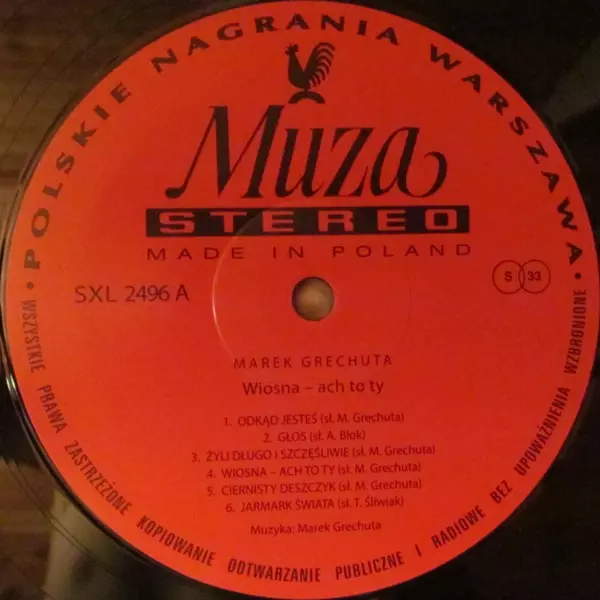 • POLSKIE NAGRANIA WARSZAWA •
Muza
STEREO
MADE IN POLAND
SXL 2496 A
S 33
MAREK GRECHUTA
Wiosna – ach to ty
1. ODKĄD JESTEŚ (sł. M. Grechuta)
2. GŁOS (sł. A. Błok)
3. ŻYLI DŁUGO I SZCZĘŚLIWIE (sł. M. Grechuta)
4. WIOSNA – ACH TO TY (sł. M. Grechuta)
5. CIERNISTY DESZCZYK (sł. M. Grechuta)
6. JARMARK ŚWIATA (sł. T. Śliwiak)
Muzyka: Marek Grechuta
WSZYSTKIE PRAWA ZASTRZEŻONE KOPIOWANIE ODTWARZANIE PUBLICZNE I RADIOWE BEZ UPOWAŻNIENIA WZBRONIONE